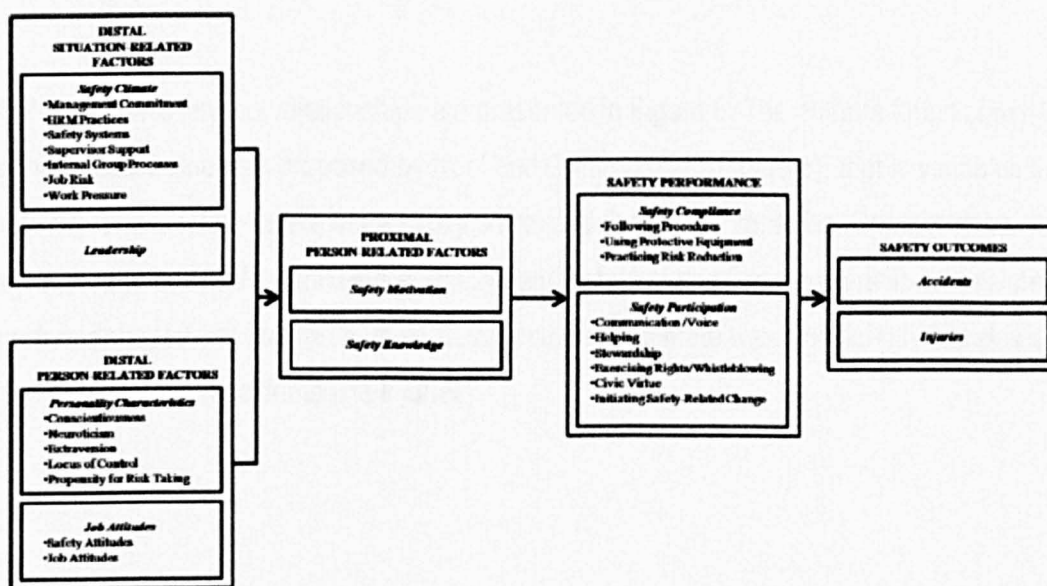 DISTAL
SITUATION-RELATED
FACTORS
Safety Climate
•Management Commitment
•HRM Practices
•Safety Systems
•Supervisor Support
•Internal Group Processes
•Job Risk
•Work Pressure
Leadership
DISTAL
PERSON-RELATED FACTORS
Personality Characteristics
•Conscientiousness
•Neuroticism
•Extraversion
•Locus of Control
•Propensity for Risk Taking
Job Attitudes
•Safety Attitudes
•Job Attitudes
PROXIMAL
PERSON RELATED FACTORS
Safety Motivation
Safety Knowledge
SAFETY PERFORMANCE
Safety Compliance
•Following Procedures
•Using Protective Equipment
•Practicing Risk Reduction
Safety Participation
•Communication /Voice
•Helping
•Stewardship
•Exercising Rights/Whistleblowing
•Civic Virtue
•Initiating Safety-Related Change
SAFETY OUTCOMES
Accidents
Injuries